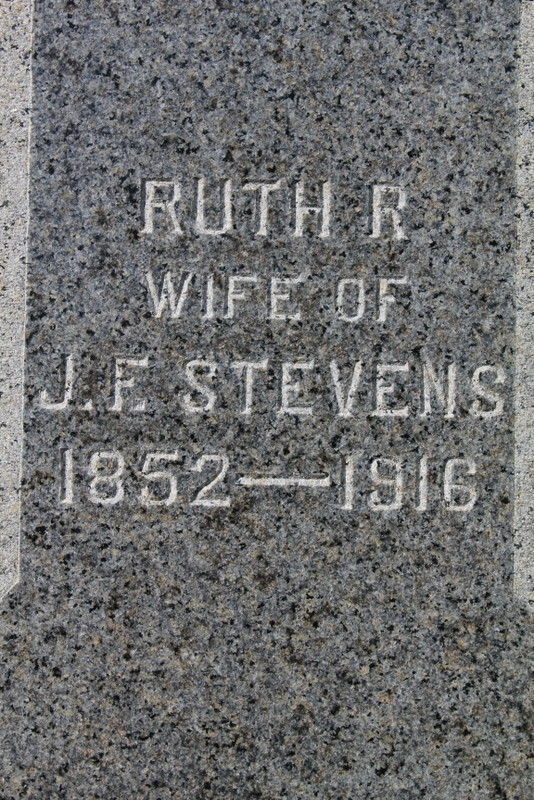 RUTH R
WIFE OF
J.F. STEVENS
1852—1916